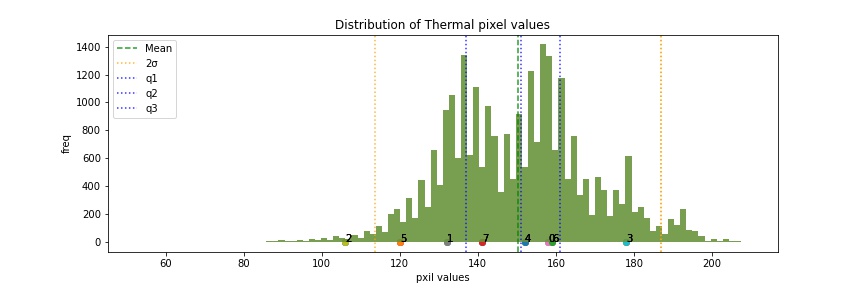 Distribution of Thermal pixel values
Mean
2σ
q1
q2
q3
freq
1400
1200
1000
800
600
400
200
0
2 5 1 7 4 0 6 3
60 80 100 120 140 160 180 200
pxil values